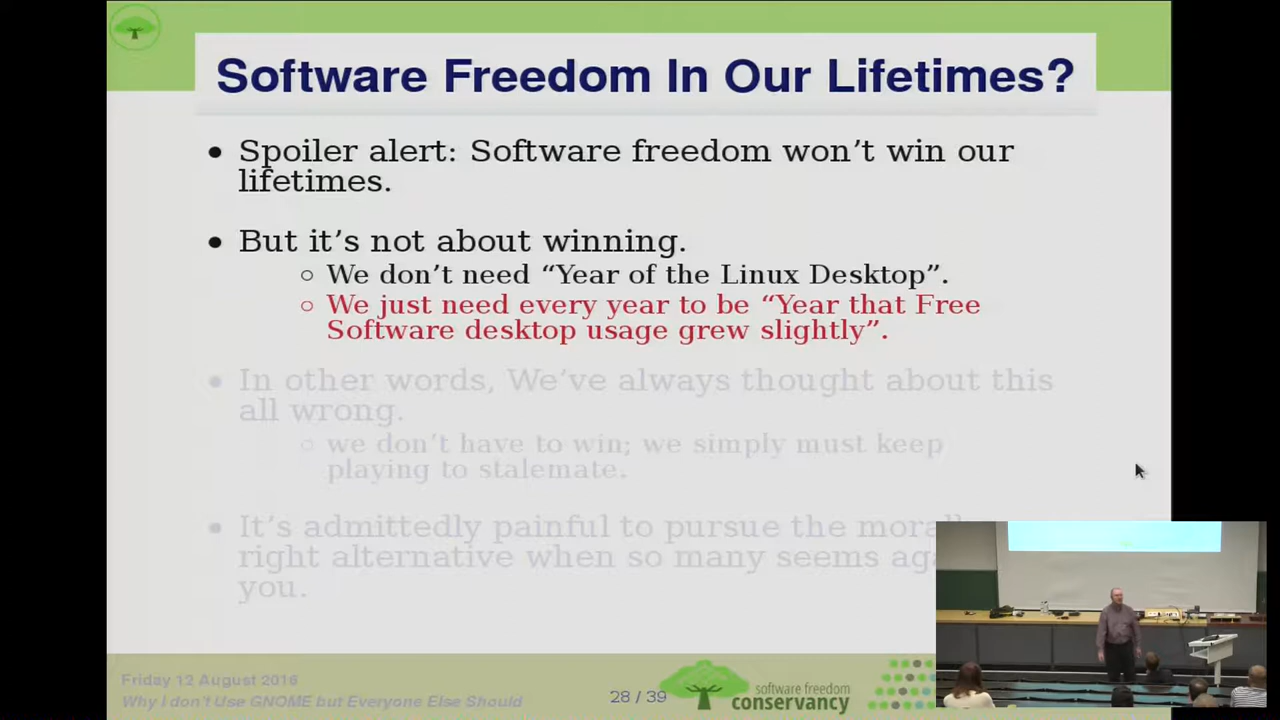 Software Freedom In Our Lifetimes?
• Spoiler alert: Software freedom won't win our
lifetimes.
• But it's not about winning.
○ We don't need “Year of the Linux Desktop”.
○ We just need every year to be “Year that Free
Software desktop usage grew slightly”.
• In other words, We've always thought about this
all wrong.
○ we don't have to win; we simply must keep
playing to stalemate.
• It's admittedly painful to pursue the
right alternative when so many seems
you.
Friday 12 August 2016
Why I don't Use GNOME but Everyone Else Should
28 / 39
software freedom
conservancy